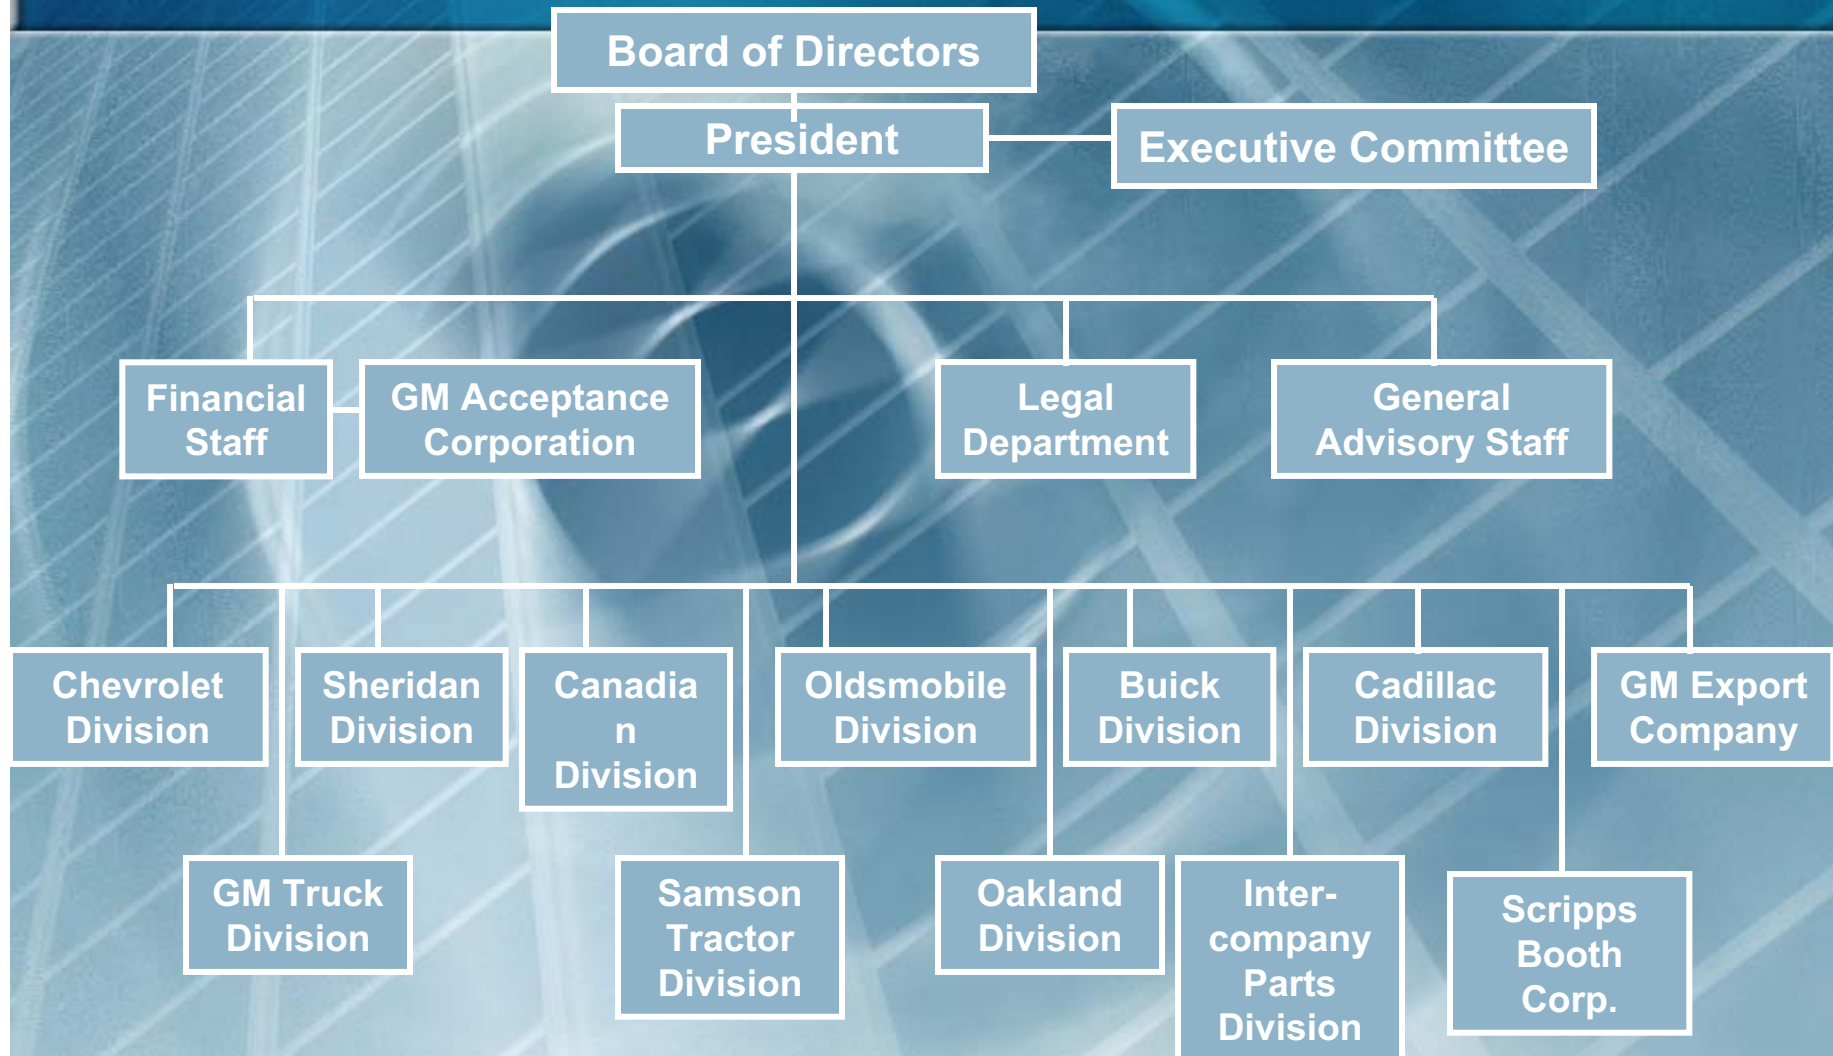 Board of Directors
President
Executive Committee
Financial
Staff
GM Acceptance
Corporation
Legal
Department
General
Advisory Staff
Chevrolet
Division
Sheridan
Division
Canadia
n
Division
Oldsmobile
Division
Buick
Division
Cadillac
Division
GM Export
Company
GM Truck
Division
Samson
Tractor
Division
Oakland
Division
Inter-
company
Parts
Division
Scripps
Booth
Corp.